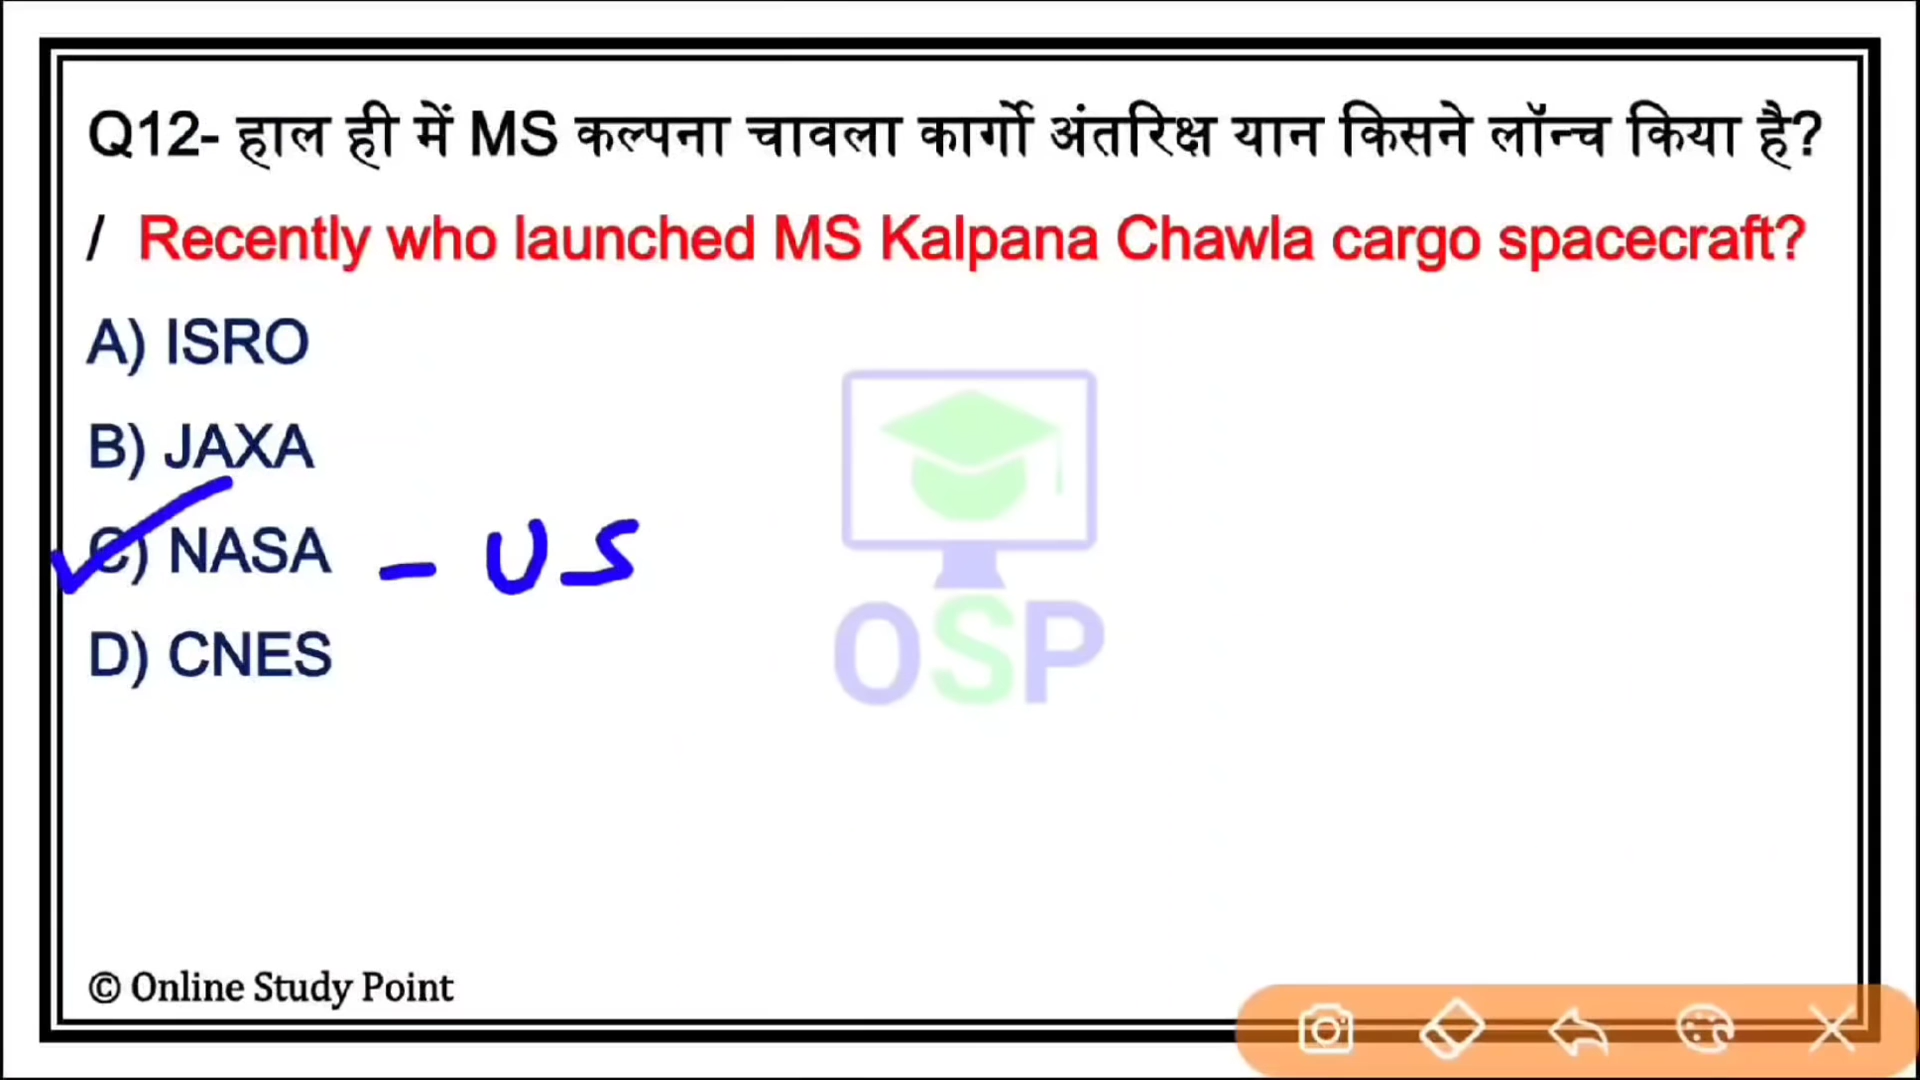 Q12- हाल ही में MS कल्पना चावला कार्गो अंतरिक्ष यान किसने लॉन्च किया है?
/ Recently who launched MS Kalpana Chawla cargo spacecraft?
A) ISRO
B) JAXA
C) NASA - US
D) CNES
OSP
© Online Study Point